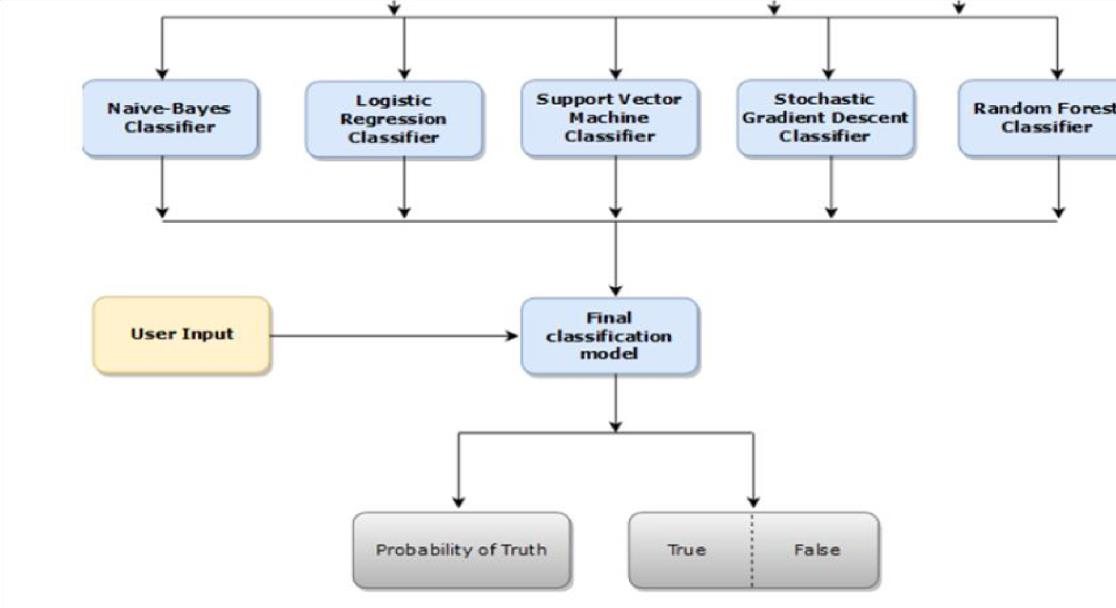 Naive-Bayes
Classifier
Logistic
Regression
Classifier
Support Vector
Machine
Classifier
Stochastic
Gradient Descent
Classifier
Random Forest
Classifier
User Input
Final
classification
model
Probability of Truth
True
False